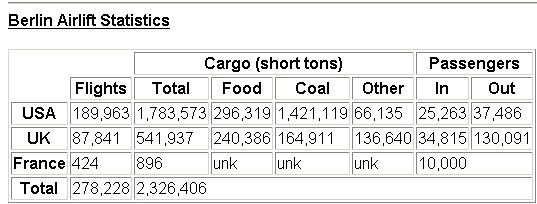 Berlin Airlift Statistics
Cargo (short tons) Passengers
Flights Total Food Coal Other In Out
USA 189,963 1,783,573 296,319 1,421,119 66,135 25,263 37,486
UK 87,841 541,937 240,386 164,911 136,640 34,815 130,091
France 424 896 unk unk unk 10,000
Total 278,228 2,326,406